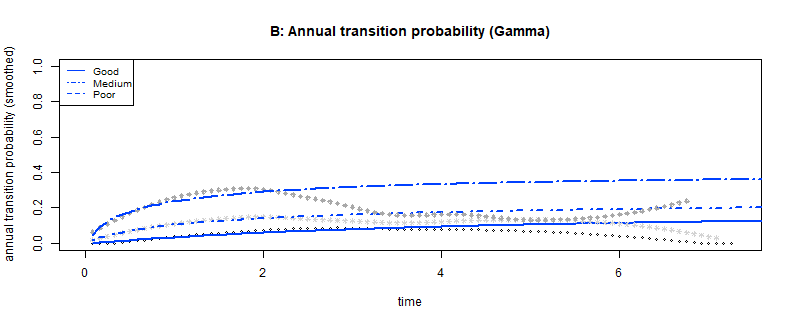 B: Annual transition probability (Gamma)
annual transition probability (smoothed)
1.0
0.8
0.6
0.4
0.2
0.0
Good
Medium
Poor
0 2 4 6
time